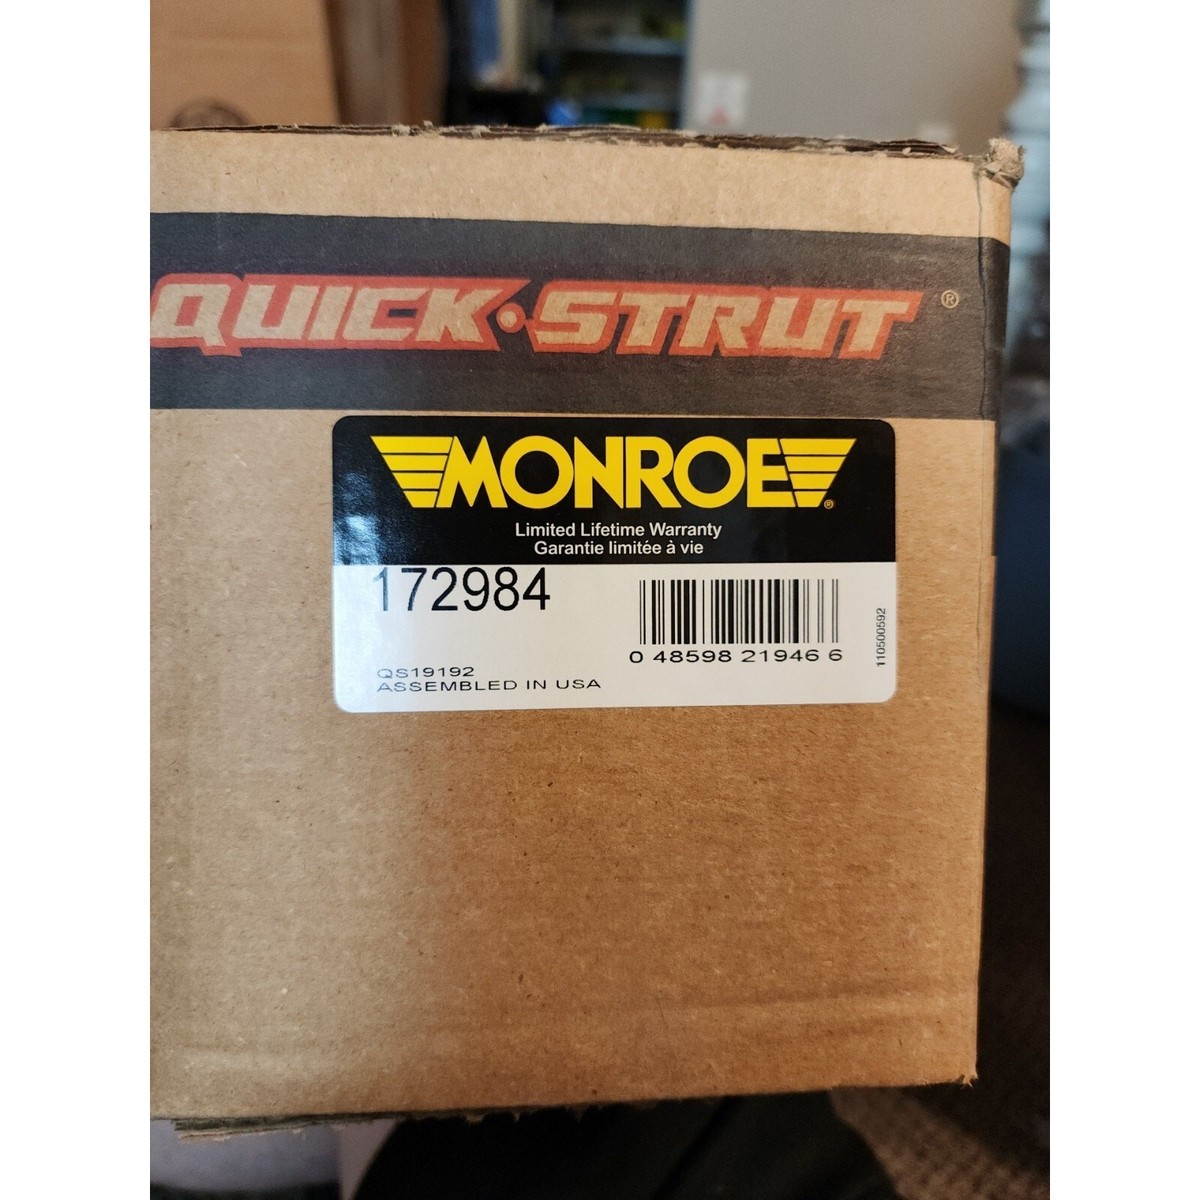 QUICK-STRUT®
MONROE®
Limited Lifetime Warranty
Garantie limitée à vie
172984
0 48598 21946 6
110500592
QS19192
ASSEMBLED IN USA